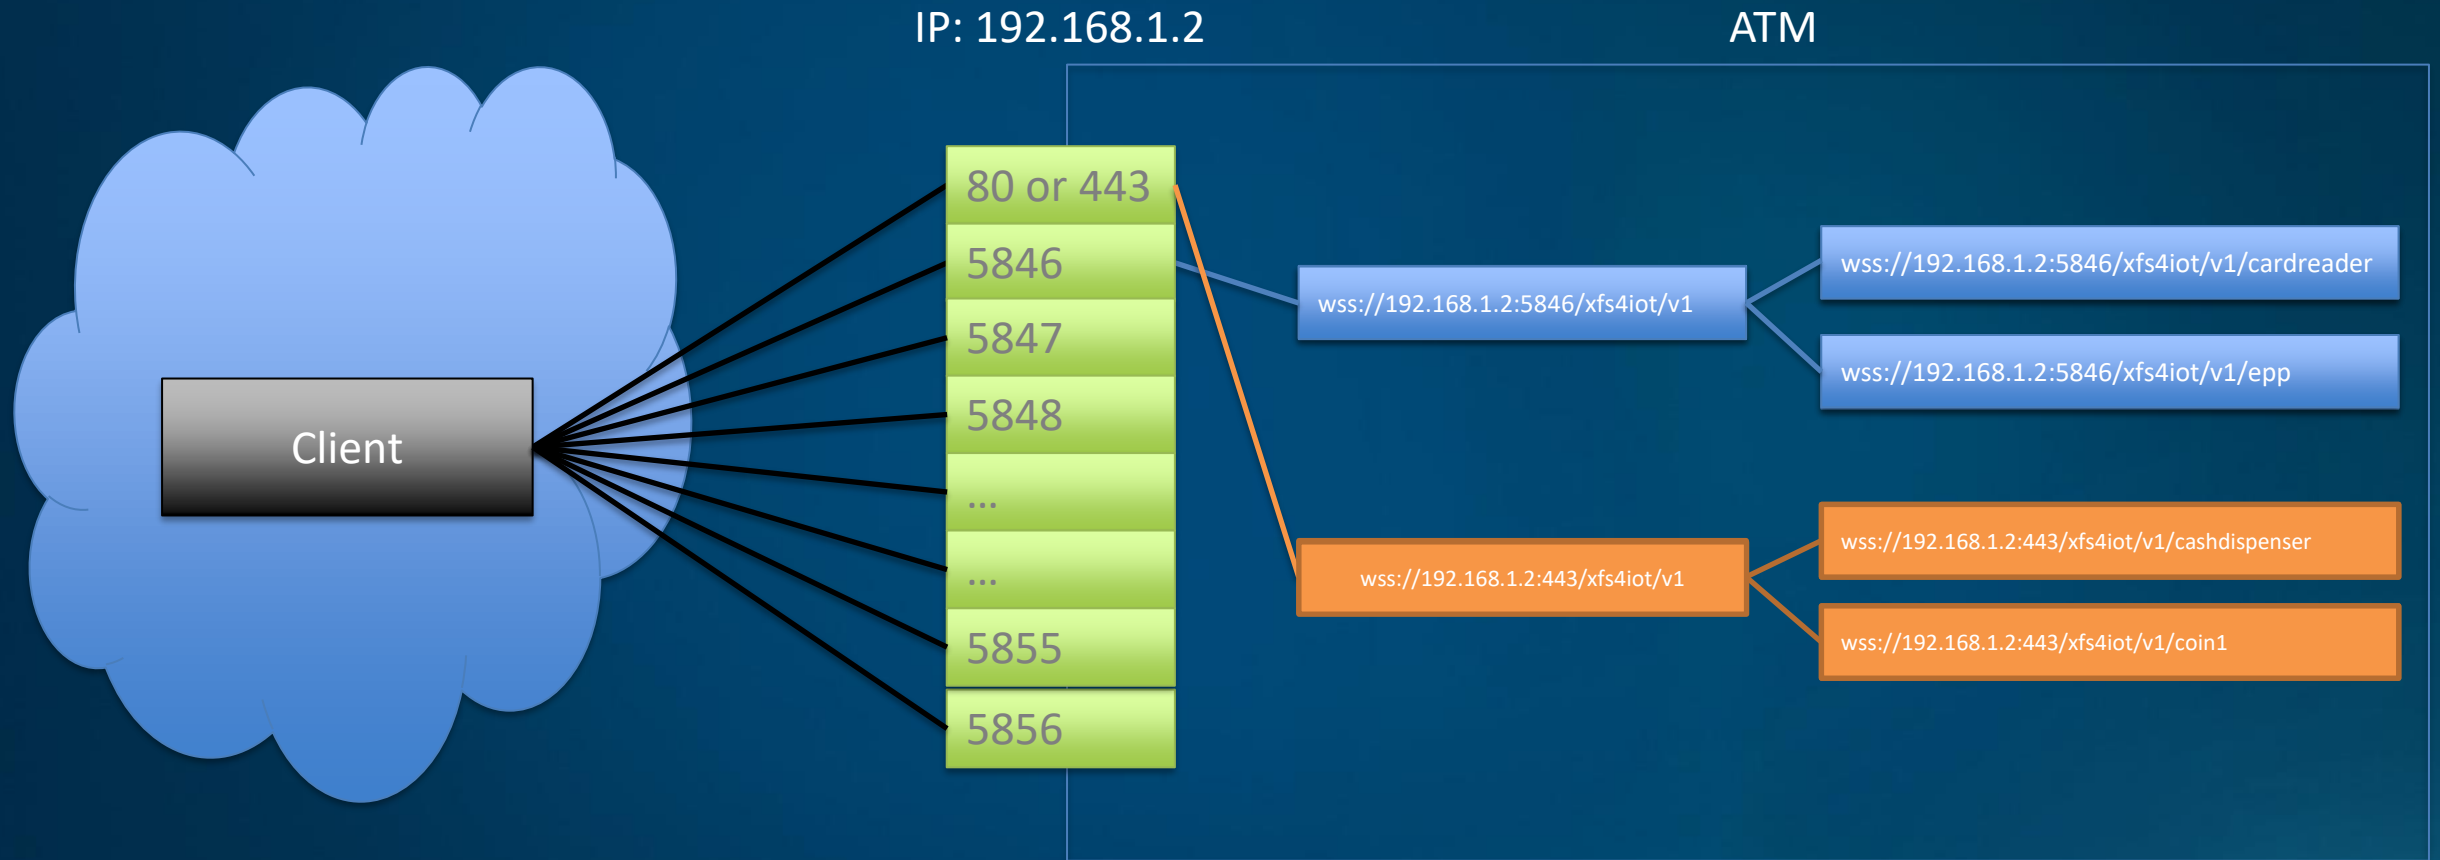 IP: 192.168.1.2
ATM
Client
80 or 443
5846
5847
5848
...
...
5855
5856
wss://192.168.1.2:5846/xfs4iot/v1
wss://192.168.1.2:5846/xfs4iot/v1/cardreader
wss://192.168.1.2:5846/xfs4iot/v1/epp
wss://192.168.1.2:443/xfs4iot/v1
wss://192.168.1.2:443/xfs4iot/v1/cashdispenser
wss://192.168.1.2:443/xfs4iot/v1/coin1